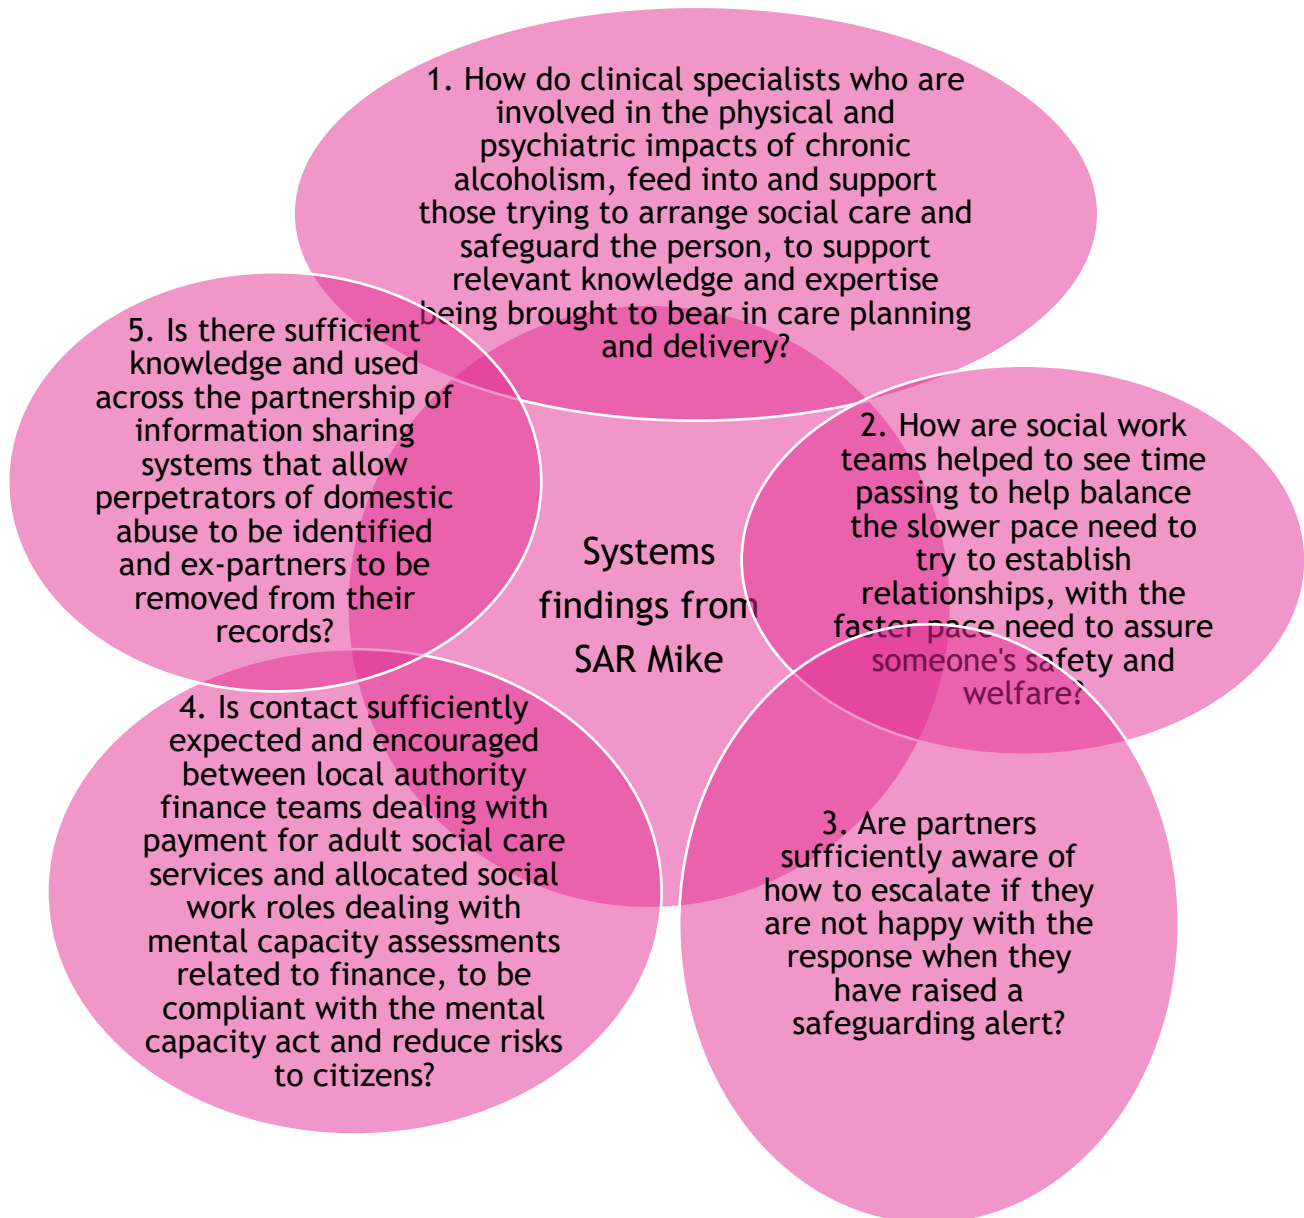 1. How do clinical specialists who are
involved in the physical and
psychiatric impacts of chronic
alcoholism, feed into and support
those trying to arrange social care and
safeguard the person, to support
relevant knowledge and expertise
being brought to bear in care planning
and delivery?
2. How are social work
teams helped to see time
passing to help balance
the slower pace need to
try to establish
relationships, with the
faster pace need to assure
someone's safety and
welfare?
3. Are partners
sufficiently aware of
how to escalate if they
are not happy with the
response when they
have raised a
safeguarding alert?
4. Is contact sufficiently
expected and encouraged
between local authority
finance teams dealing with
payment for adult social care
services and allocated social
work roles dealing with
mental capacity assessments
related to finance, to be
compliant with the mental
capacity act and reduce risks
to citizens?
5. Is there sufficient
knowledge and used
across the partnership of
information sharing
systems that allow
perpetrators of domestic
abuse to be identified
and ex-partners to be
removed from their
records?
Systems
findings from
SAR Mike